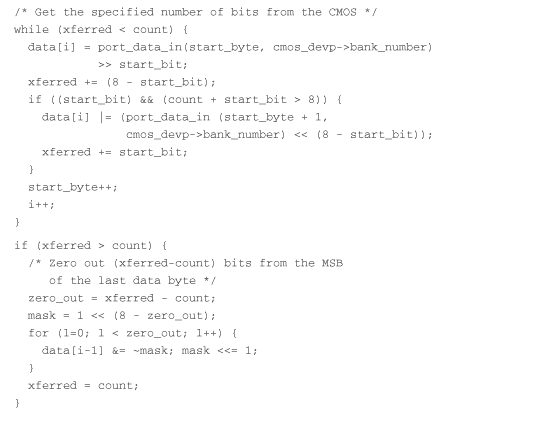 /* Get the specified number of bits from the CMOS */
while (xferred < count) {
  data[i] = port_data_in(start_byte, cmos_devp->bank_number)
            >> start_bit;
  xferred += (8 - start_bit);
  if ((start_bit) && (count + start_bit > 8)) {
    data[i] |= (port_data_in (start_byte + 1,
                cmos_devp->bank_number) << (8 - start_bit));
    xferred += start_bit;
  }
  start_byte++;
  i++;
}
if (xferred > count) {
  /* Zero out (xferred-count) bits from the MSB
     of the last data byte */
  zero_out = xferred - count;
  mask = 1 << (8 - zero_out);
  for (l=0; l < zero_out; l++) {
    data[i-1] &= ~mask; mask <<= 1;
  }
  xferred = count;
}